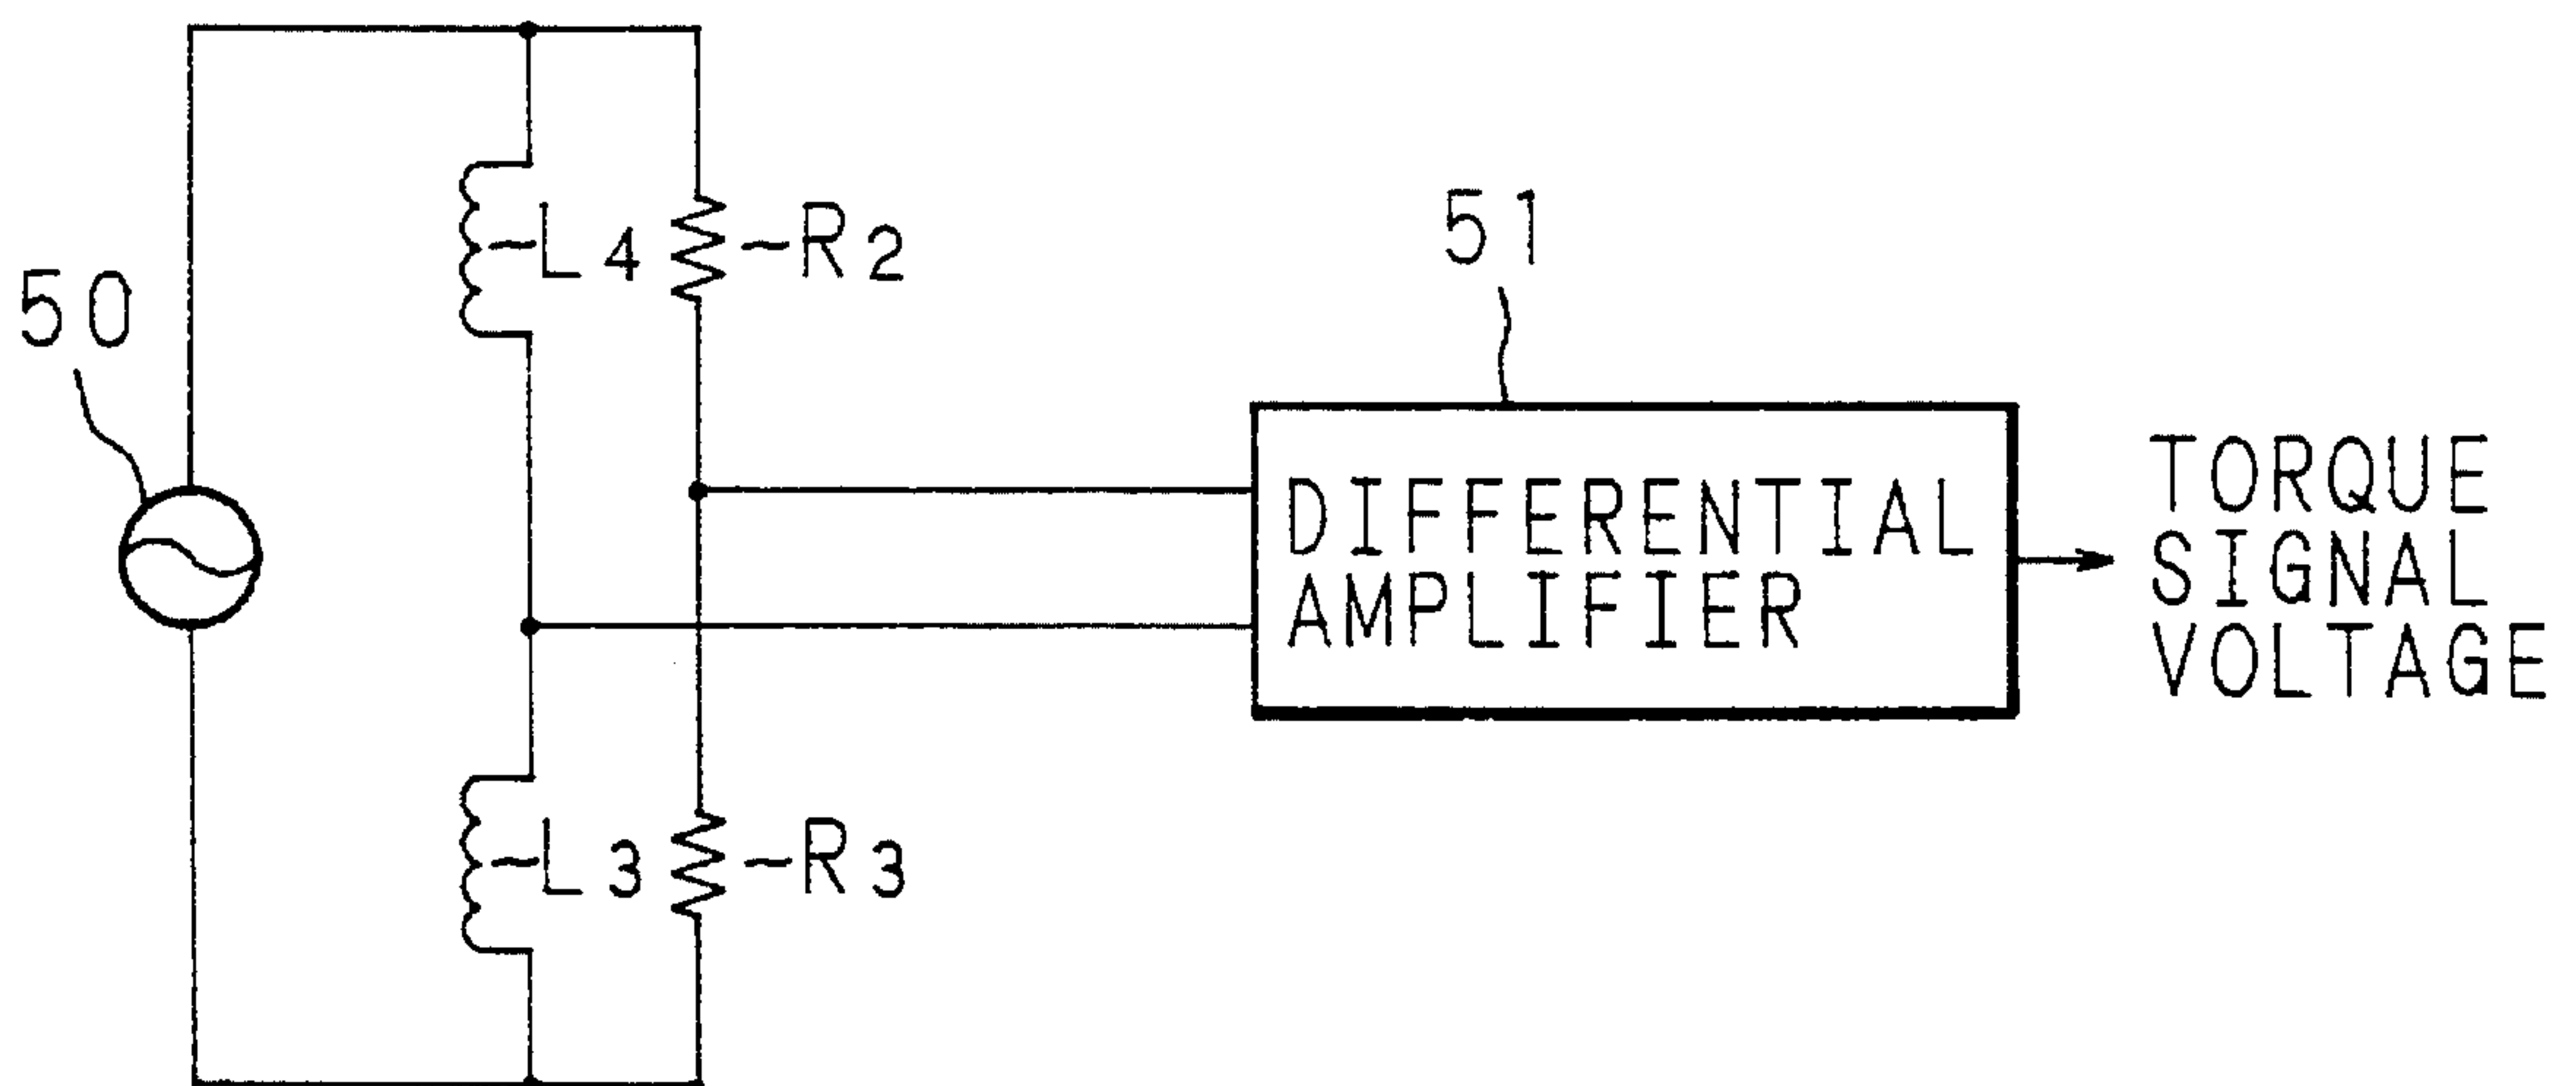 50
L4
R2
51
DIFFERENTIAL
AMPLIFIER
TORQUE
SIGNAL
VOLTAGE
L3
R3